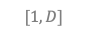 [1, D]